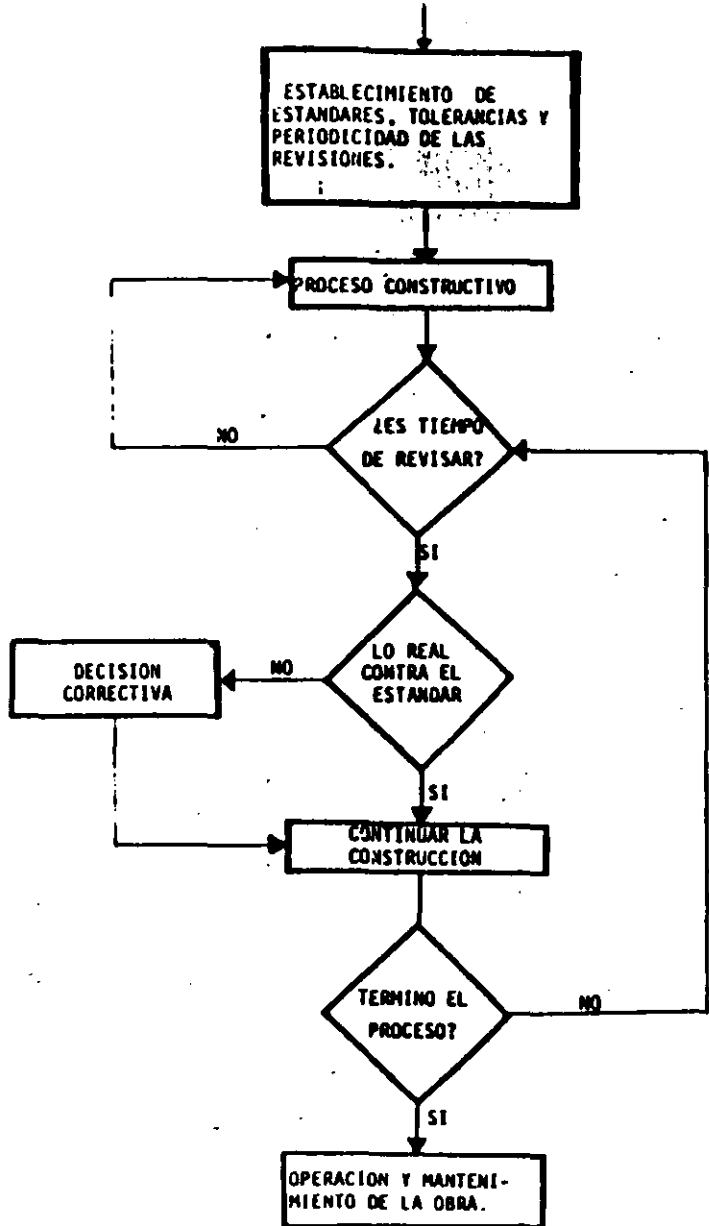 ESTABLECIMIENTO DE
ESTANDARES, TOLERANCIAS Y
PERIODICIDAD DE LAS
REVISIONES.
PROCESO CONSTRUCTIVO
¿ES TIEMPO
DE REVISAR?
NO
SI
LO REAL
CONTRA EL
ESTANDAR
NO
DECISION
CORRECTIVA
SI
CONTINUAR LA
CONSTRUCCION
TERMINO EL
PROCESO?
NO
SI
OPERACION Y MANTENI-
MIENTO DE LA OBRA.